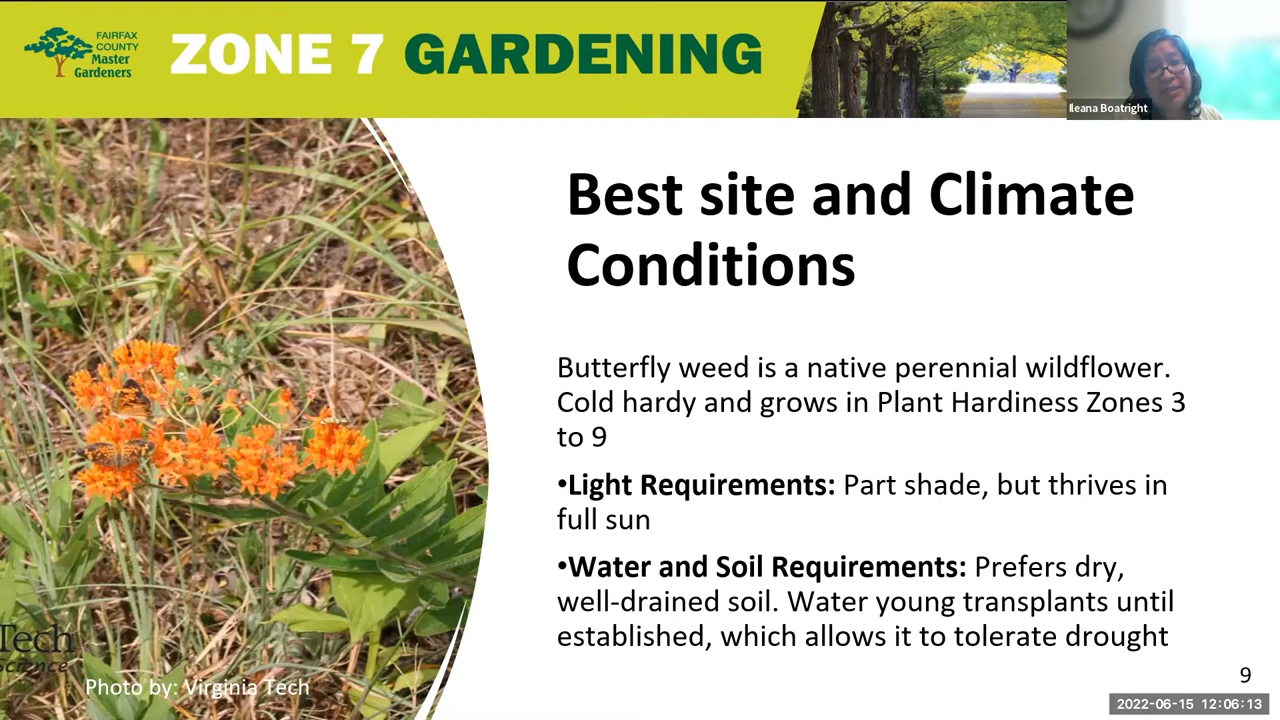 FAIRFAX
COUNTY
Master
Gardeners
ZONE 7 GARDENING
Ileana Boatright
Best site and Climate
Conditions
Butterfly weed is a native perennial wildflower.
Cold hardy and grows in Plant Hardiness Zones 3
to 9
•Light Requirements: Part shade, but thrives in
full sun
•Water and Soil Requirements: Prefers dry,
well-drained soil. Water young transplants until
established, which allows it to tolerate drought
Tech
Science
Photo by: Virginia Tech
9
2022-06-15 12:06:13